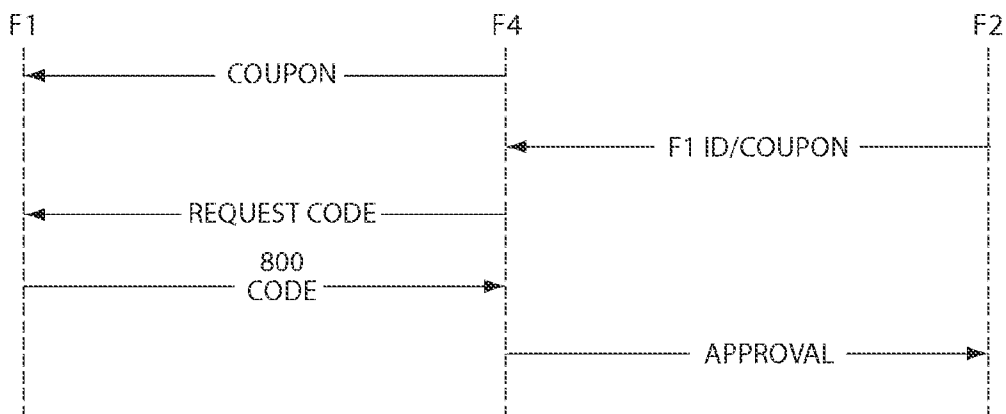 F1 F4 F2
COUPON
F1 ID/COUPON
REQUEST CODE
800
CODE
APPROVAL